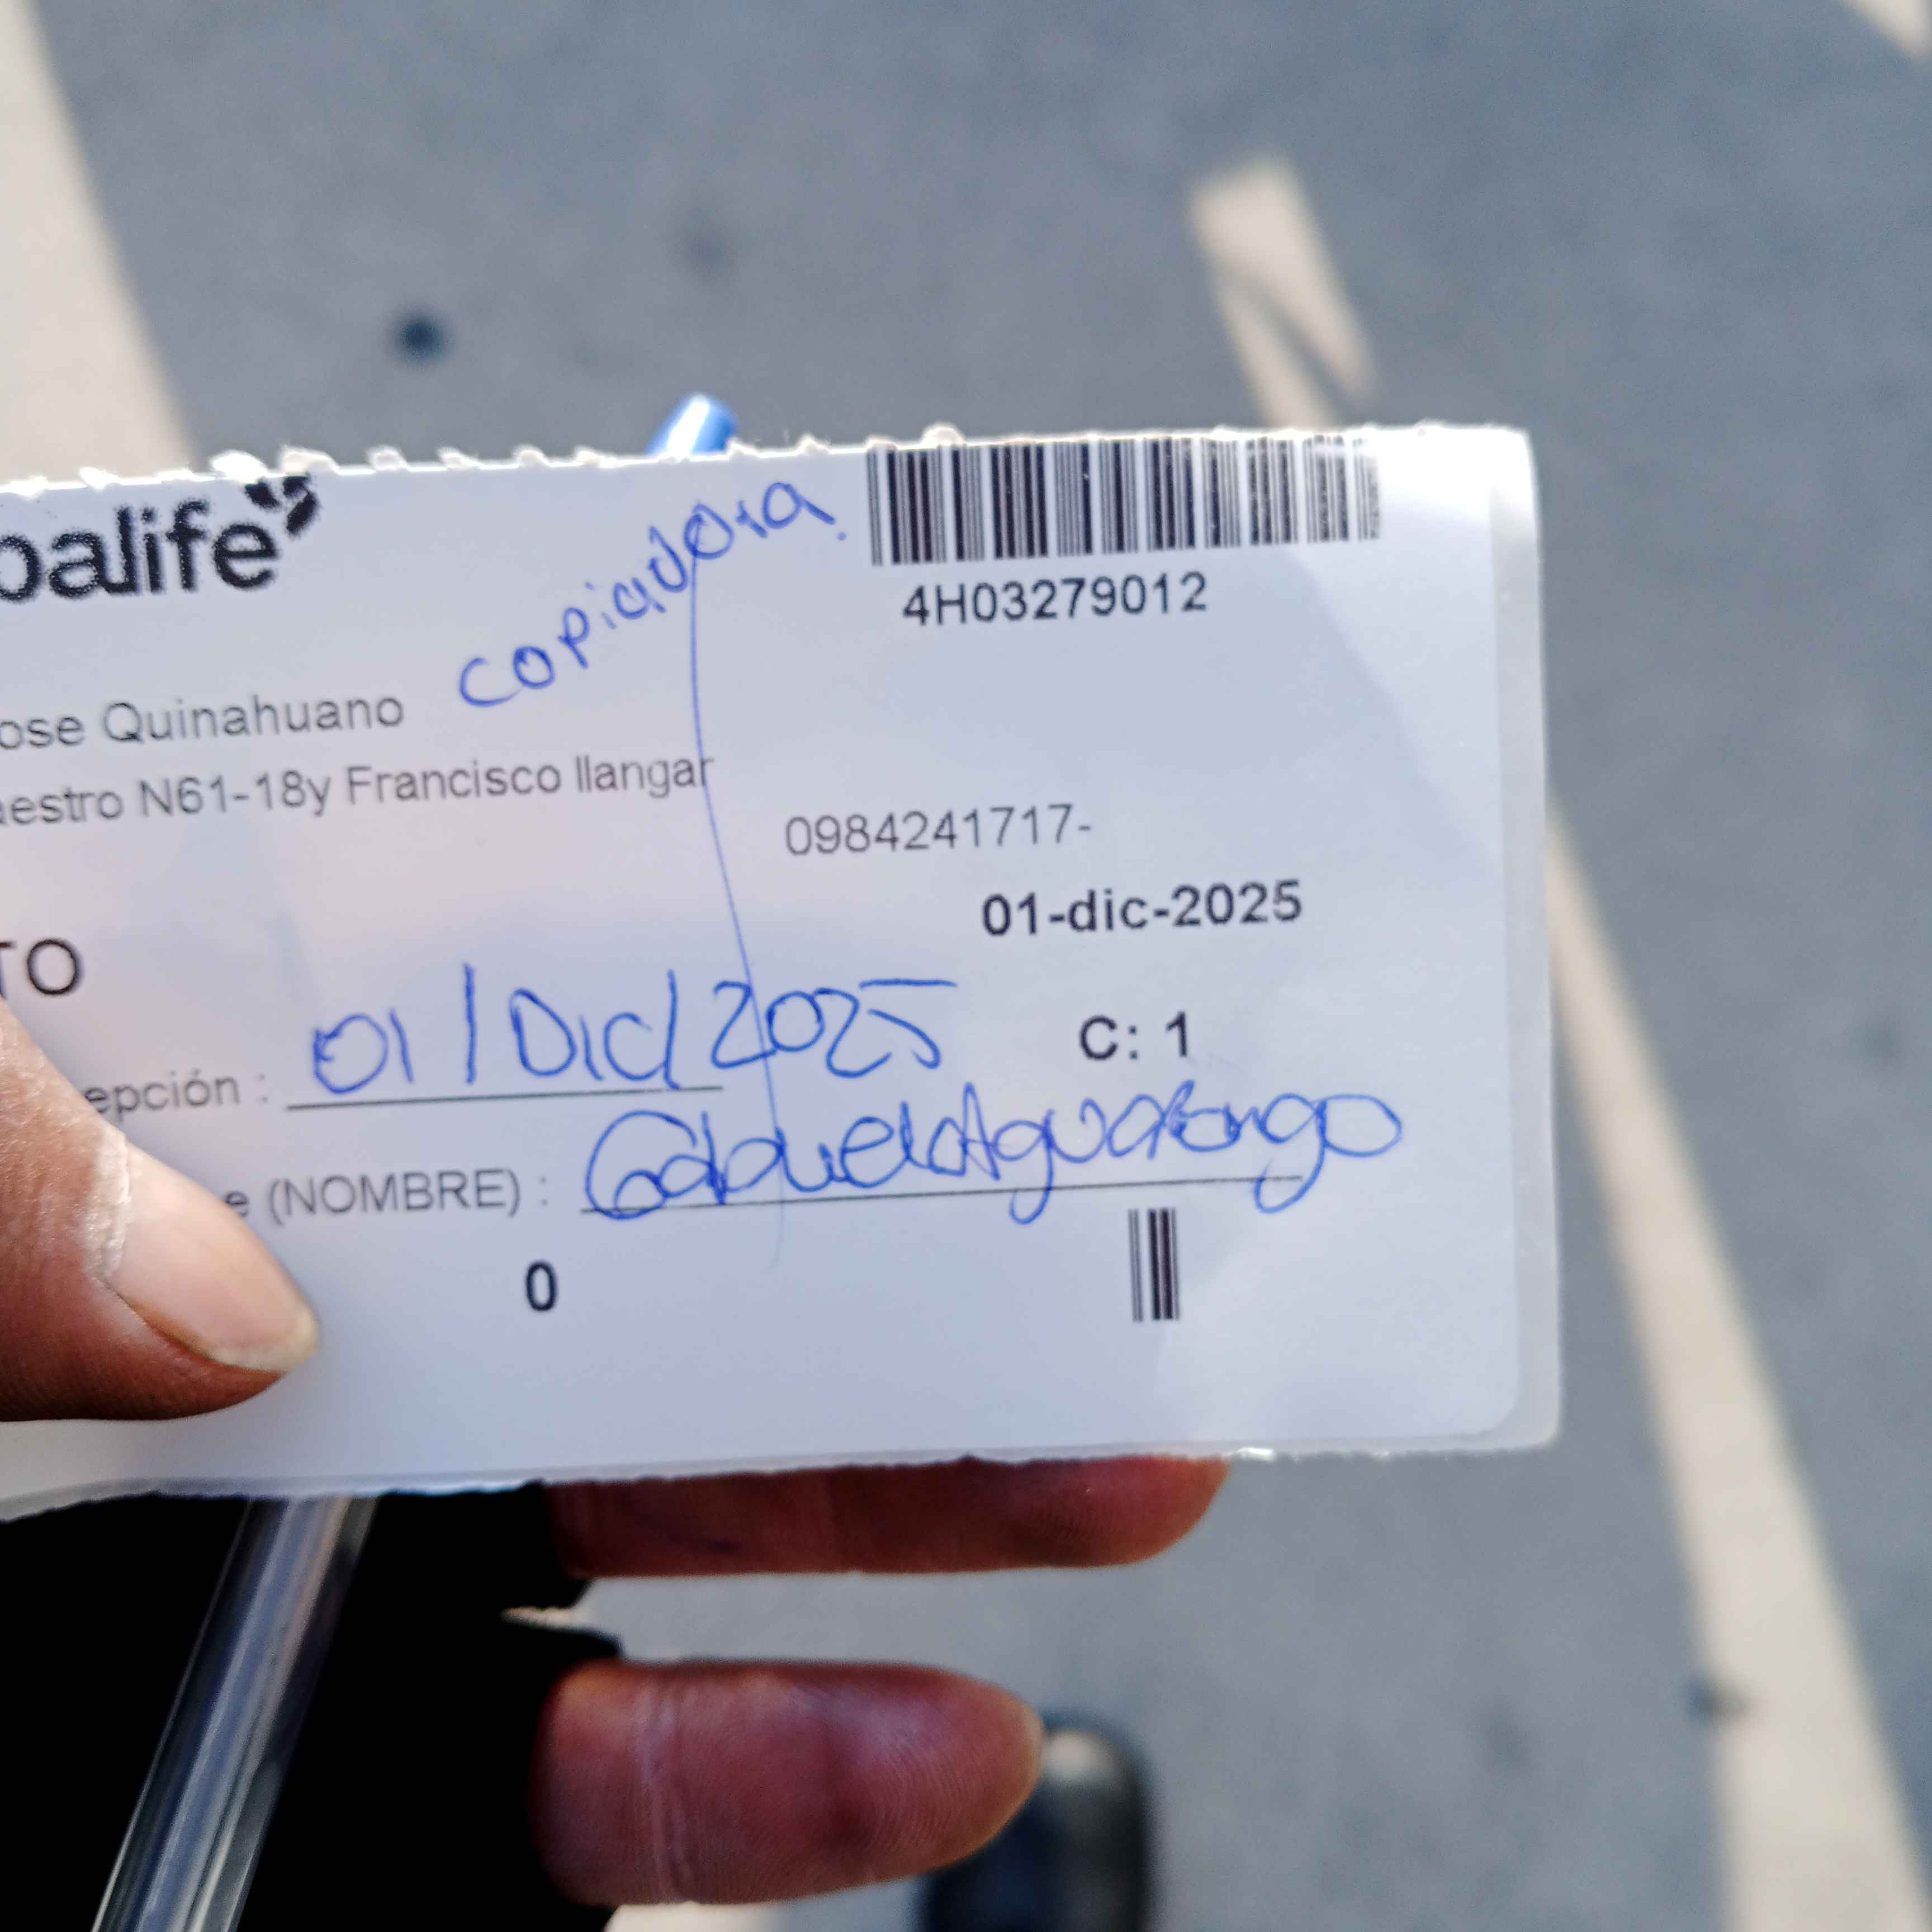 balife
copiadora.
4H03279012
ose Quinahuano
aestro N61-18y Francisco llangar
0984241717-
01-dic-2025
TO
epción : 01/Dic/2025
C: 1
e (NOMBRE) :
0